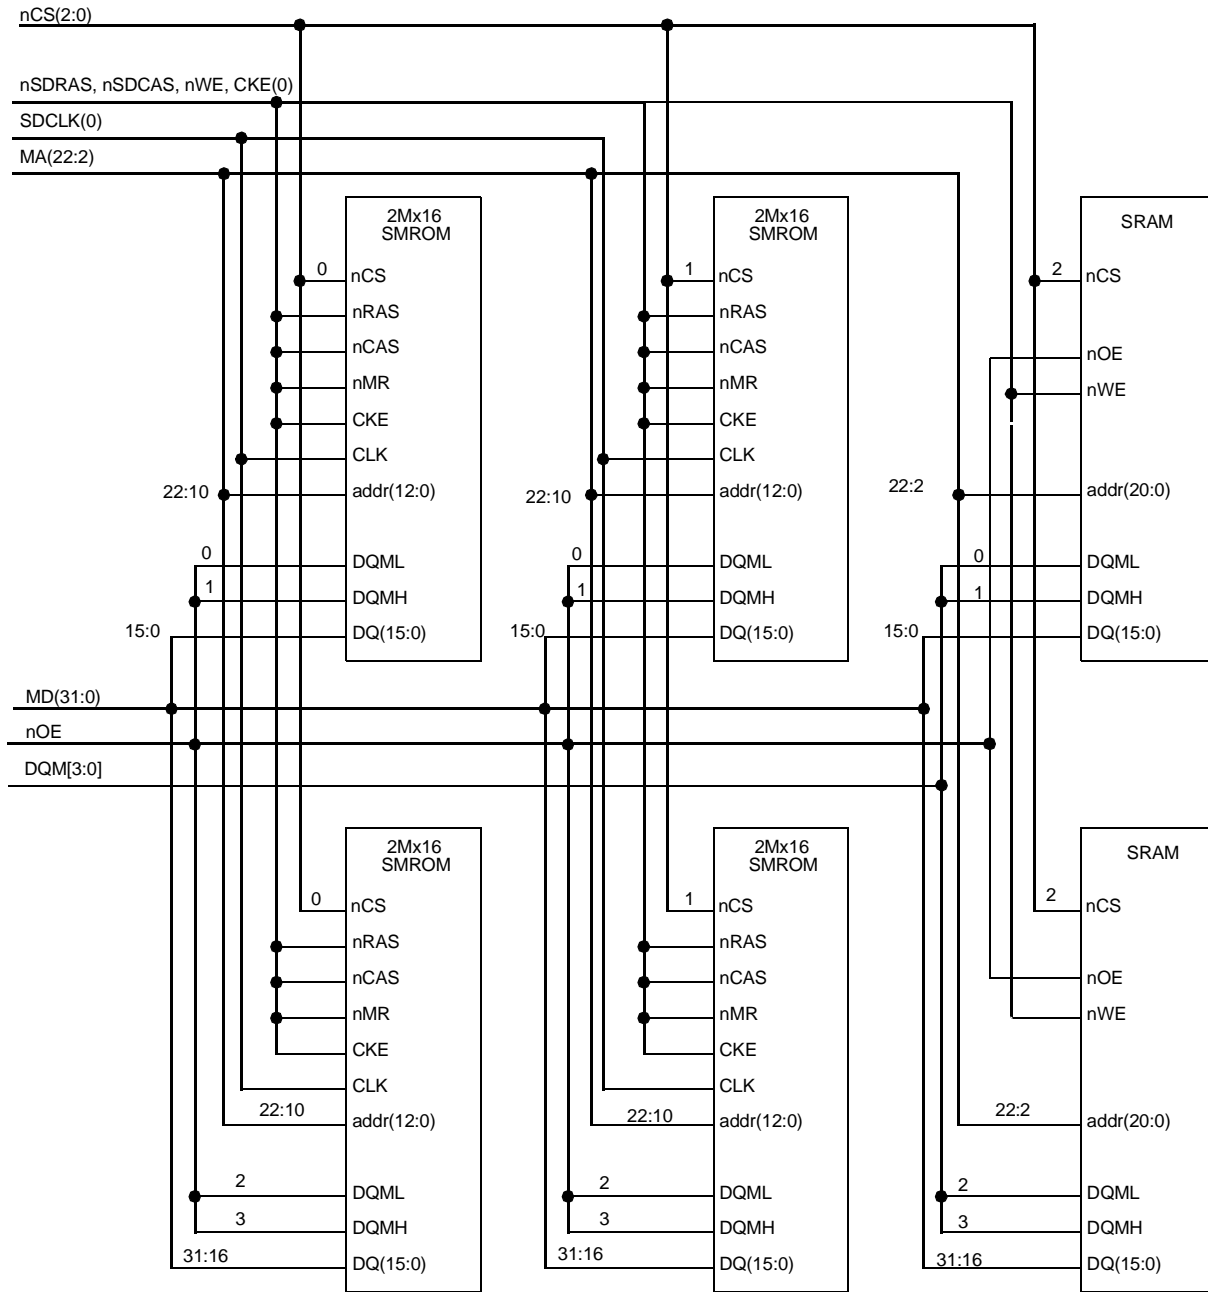 nCS(2:0)
nSDRAS, nSDCAS, nWE, CKE(0)
SDCLK(0)
MA(22:2)
2Mx16
SMROM
0
nCS
nRAS
nCAS
nMR
CKE
CLK
22:10
addr(12:0)
0
DQML
1
DQMH
15:0
DQ(15:0)
2Mx16
SMROM
1
nCS
nRAS
nCAS
nMR
CKE
CLK
22:10
addr(12:0)
0
DQML
1
DQMH
15:0
DQ(15:0)
SRAM
2
nCS
nOE
nWE
22:2
addr(20:0)
0
DQML
1
DQMH
15:0
DQ(15:0)
MD(31:0)
nOE
DQM[3:0]
2Mx16
SMROM
0
nCS
nRAS
nCAS
nMR
CKE
CLK
22:10
addr(12:0)
2
DQML
3
DQMH
31:16
DQ(15:0)
2Mx16
SMROM
1
nCS
nRAS
nCAS
nMR
CKE
CLK
22:10
addr(12:0)
2
DQML
3
DQMH
31:16
DQ(15:0)
SRAM
2
nCS
nOE
nWE
22:2
addr(20:0)
2
DQML
3
DQMH
31:16
DQ(15:0)